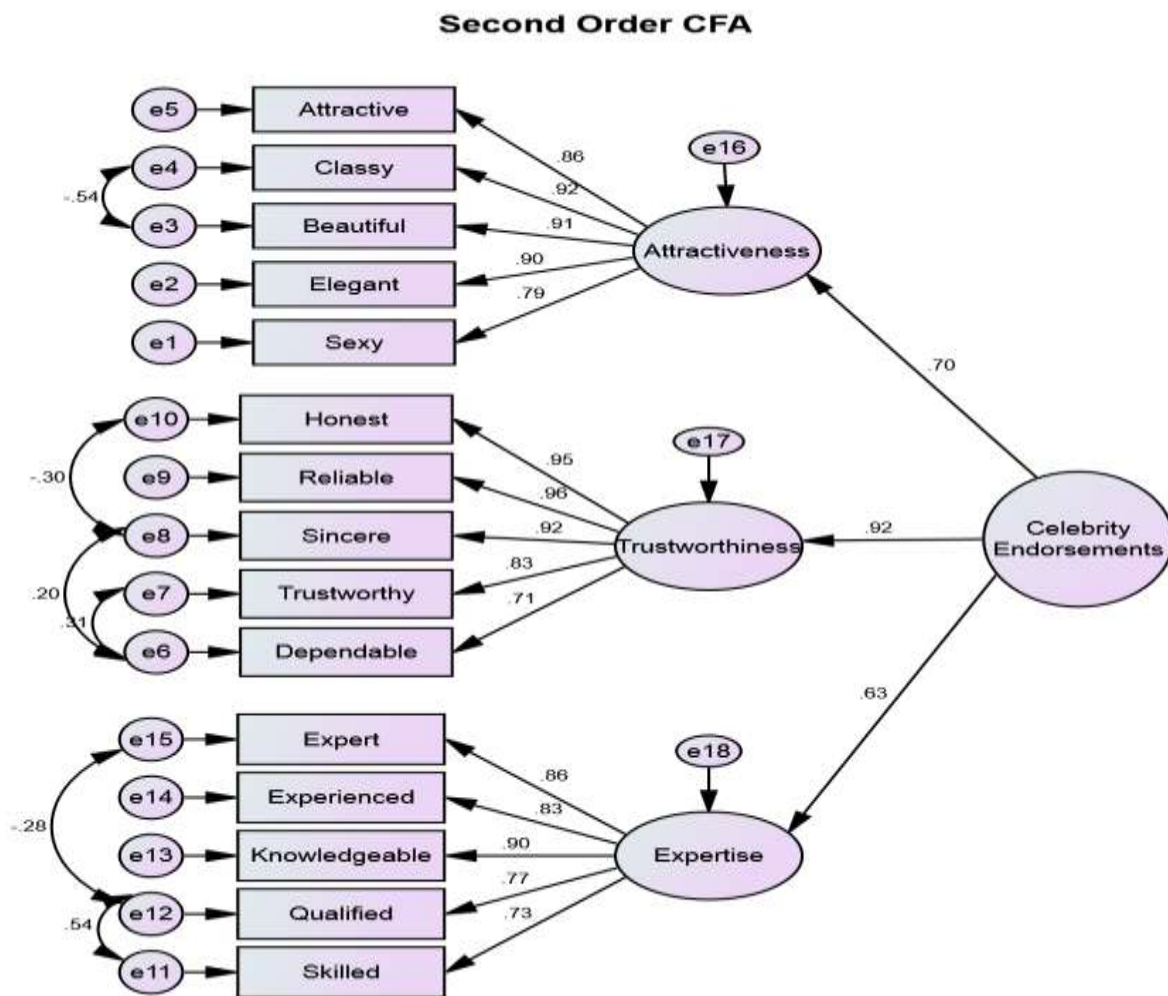 Second Order CFA
e5
Attractive
.86
e16
e4
Classy
.92
-.54
e3
Beautiful
.91
Attractiveness
e2
Elegant
.90
e1
Sexy
.79
.70
e10
Honest
.95
e17
-.30
e9
Reliable
.96
e8
Sincere
.92
Trustworthiness
.92
Celebrity
Endorsements
.20
e7
Trustworthy
.83
.31
e6
Dependable
.71
.63
e15
Expert
.86
e18
e14
Experienced
.83
-.28
e13
Knowledgeable
.90
Expertise
e12
Qualified
.77
.54
e11
Skilled
.73